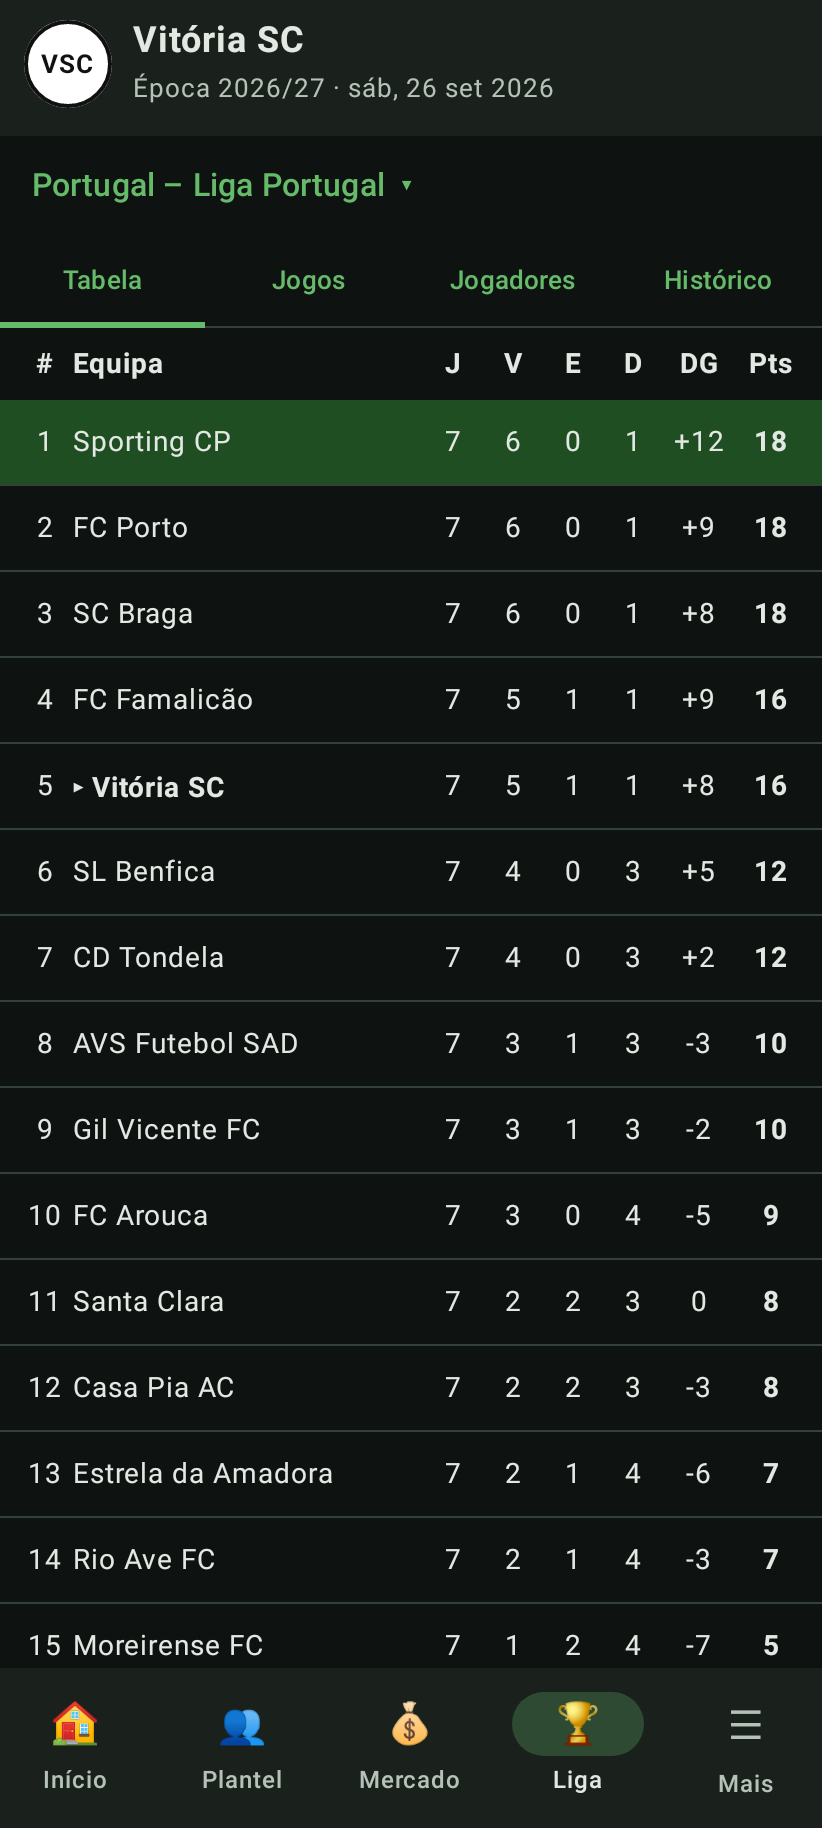 VSC
Vitória SC
Época 2026/27 · sáb, 26 set 2026
Portugal – Liga Portugal ▾
Tabela Jogos Jogadores Histórico
# Equipa J V E D DG Pts
1 Sporting CP 7 6 0 1 +12 18
2 FC Porto 7 6 0 1 +9 18
3 SC Braga 7 6 0 1 +8 18
4 FC Famalicão 7 5 1 1 +9 16
5 ▸ Vitória SC 7 5 1 1 +8 16
6 SL Benfica 7 4 0 3 +5 12
7 CD Tondela 7 4 0 3 +2 12
8 AVS Futebol SAD 7 3 1 3 -3 10
9 Gil Vicente FC 7 3 1 3 -2 10
10 FC Arouca 7 3 0 4 -5 9
11 Santa Clara 7 2 2 3 0 8
12 Casa Pia AC 7 2 2 3 -3 8
13 Estrela da Amadora 7 2 1 4 -6 7
14 Rio Ave FC 7 2 1 4 -3 7
15 Moreirense FC 7 1 2 4 -7 5
Início Plantel Mercado Liga Mais